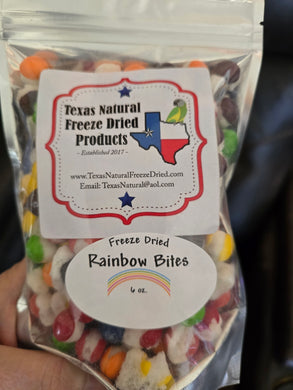 Texas Natural
Freeze Dried
Products
- Established 2017 -
www.TexasNaturalFreezeDried.com
Email: TexasNatural@aol.com
Freeze Dried
Rainbow Bites
6 oz.